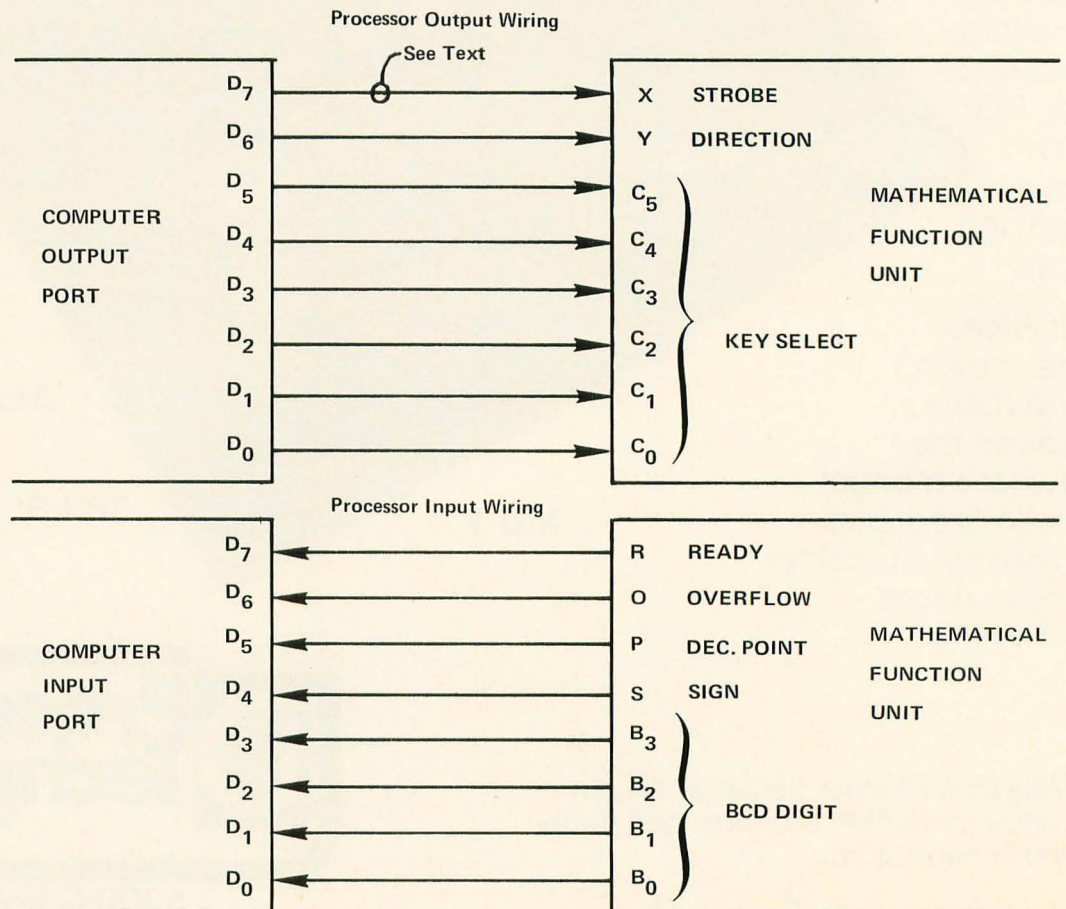 Processor Output Wiring
See Text
D7 X STROBE
D6 Y DIRECTION
D5 C5
D4 C4
D3 C3
D2 C2
D1 C1
D0 C0
COMPUTER
OUTPUT
PORT
KEY SELECT
MATHEMATICAL
FUNCTION
UNIT
Processor Input Wiring
D7 R READY
D6 O OVERFLOW
D5 P DEC. POINT
D4 S SIGN
D3 B3
D2 B2
D1 B1
D0 B0
COMPUTER
INPUT
PORT
BCD DIGIT
MATHEMATICAL
FUNCTION
UNIT